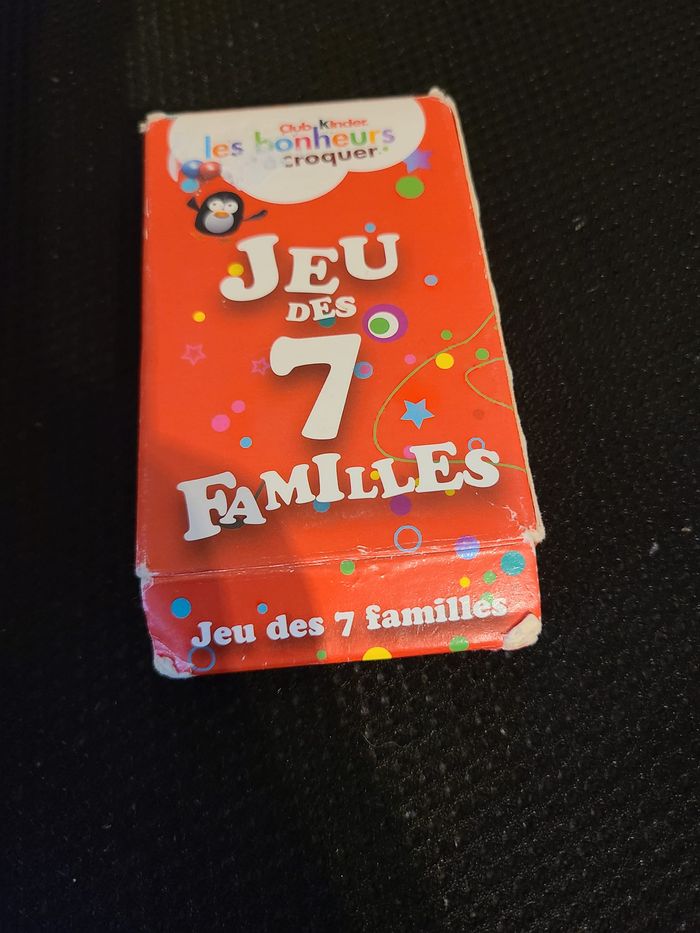 Club Kinder
les bonheurs
à croquer
JEU
DES
7
FAMILLES
Jeu des 7 familles